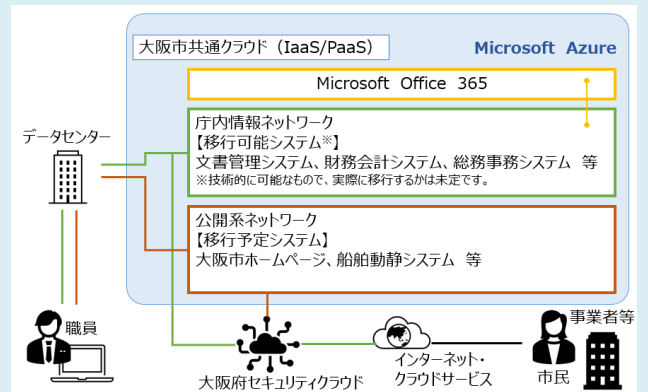 大阪市共通クラウド（IaaS/PaaS）
Microsoft Azure
Microsoft Office 365
庁内情報ネットワーク
【移行可能システム※】
文書管理システム、財務会計システム、総務事務システム 等
※技術的に可能なもので、実際に移行するかは未定です。
データセンター
公開系ネットワーク
【移行予定システム】
大阪市ホームページ、船舶動静システム 等
職員
大阪府セキュリティクラウド
インターネット・
クラウドサービス
事業者等
市民